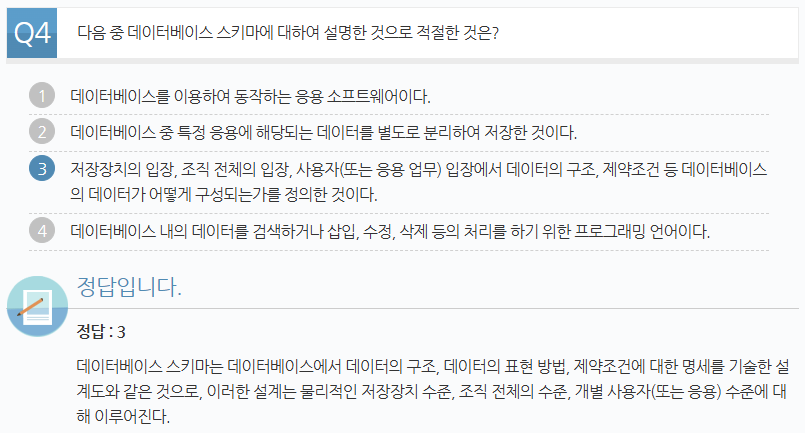 Q4 다음 중 데이터베이스 스키마에 대하여 설명한 것으로 적절한 것은?
1 데이터베이스를 이용하여 동작하는 응용 소프트웨어이다.
2 데이터베이스 중 특정 응용에 해당되는 데이터를 별도로 분리하여 저장한 것이다.
3 저장장치의 입장, 조직 전체의 입장, 사용자(또는 응용 업무) 입장에서 데이터의 구조, 제약조건 등 데이터베이스
의 데이터가 어떻게 구성되는가를 정의한 것이다.
4 데이터베이스 내의 데이터를 검색하거나 삽입, 수정, 삭제 등의 처리를 하기 위한 프로그래밍 언어이다.
정답입니다.
정답 : 3
데이터베이스 스키마는 데이터베이스에서 데이터의 구조, 데이터의 표현 방법, 제약조건에 대한 명세를 기술한 설
계도와 같은 것으로, 이러한 설계는 물리적인 저장장치 수준, 조직 전체의 수준, 개별 사용자(또는 응용) 수준에 대
해 이루어진다.